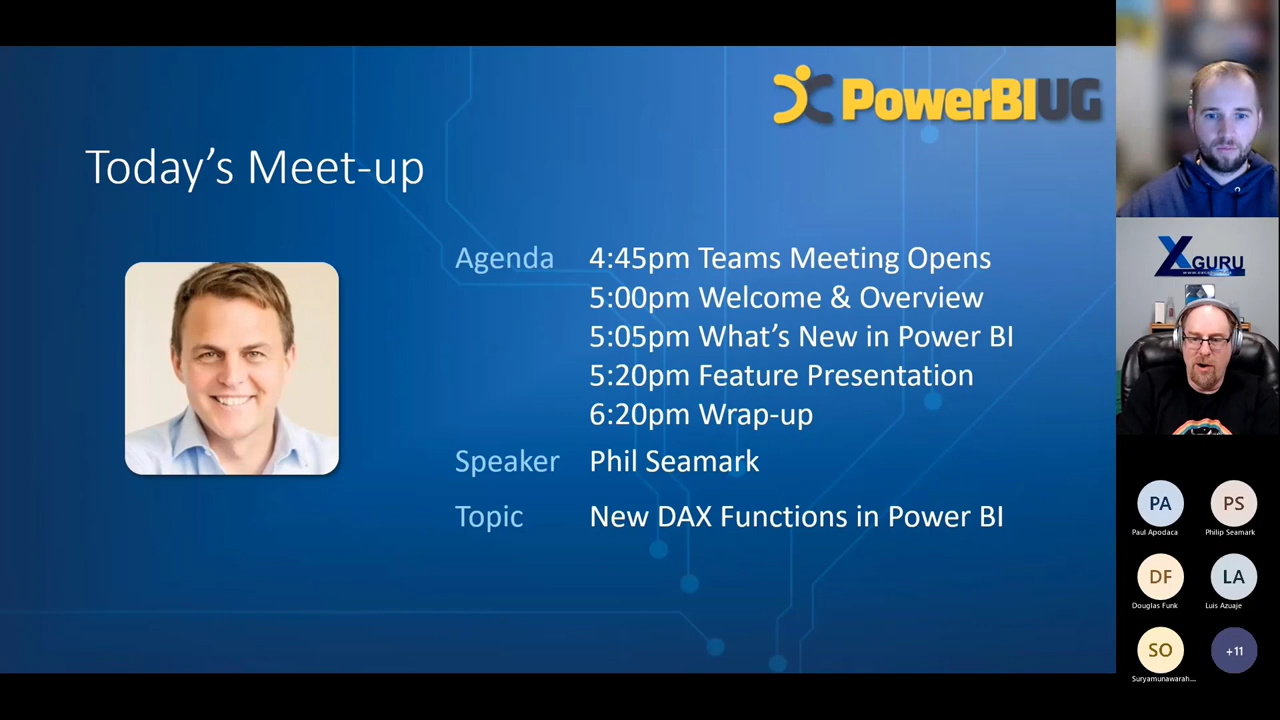 PowerBIUG
Today's Meet-up
Agenda 4:45pm Teams Meeting Opens
5:00pm Welcome & Overview
5:05pm What's New in Power BI
5:20pm Feature Presentation
6:20pm Wrap-up
Speaker Phil Seamark
Topic New DAX Functions in Power BI
XGURU
PA PS
Paul Apodaca Philip Seamark
DF LA
Douglas Funk Luis Azuaje
SO +11
Suryamunawarah...